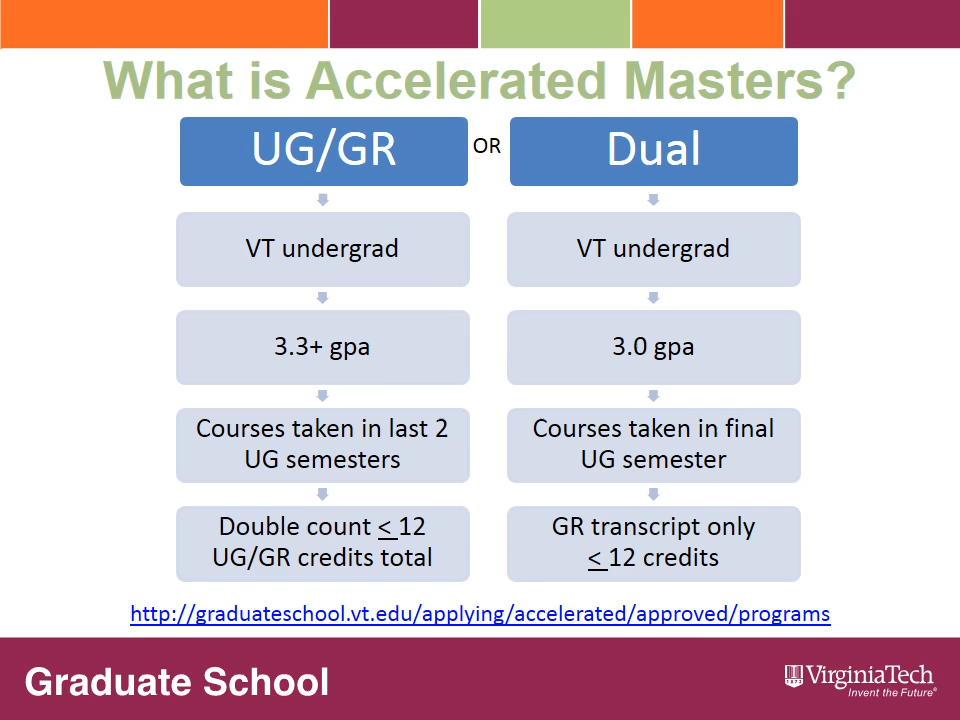 What is Accelerated Masters?
UG/GR
OR
Dual
VT undergrad
3.3+ gpa
Courses taken in last 2
UG semesters
Double count < 12
UG/GR credits total
VT undergrad
3.0 gpa
Courses taken in final
UG semester
GR transcript only
< 12 credits
http://graduateschool.vt.edu/applying/accelerated/approved/programs
Graduate School
1872
VirginiaTech
Invent the Future®